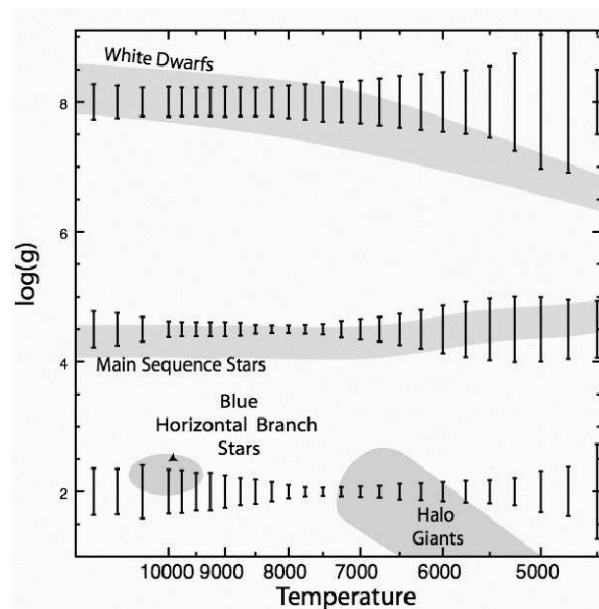 White Dwarfs
8
6
log(g)
4
Main Sequence Stars
Blue
Horizontal Branch
Stars
2
Halo
Giants
10000 9000 8000 7000 6000 5000
Temperature